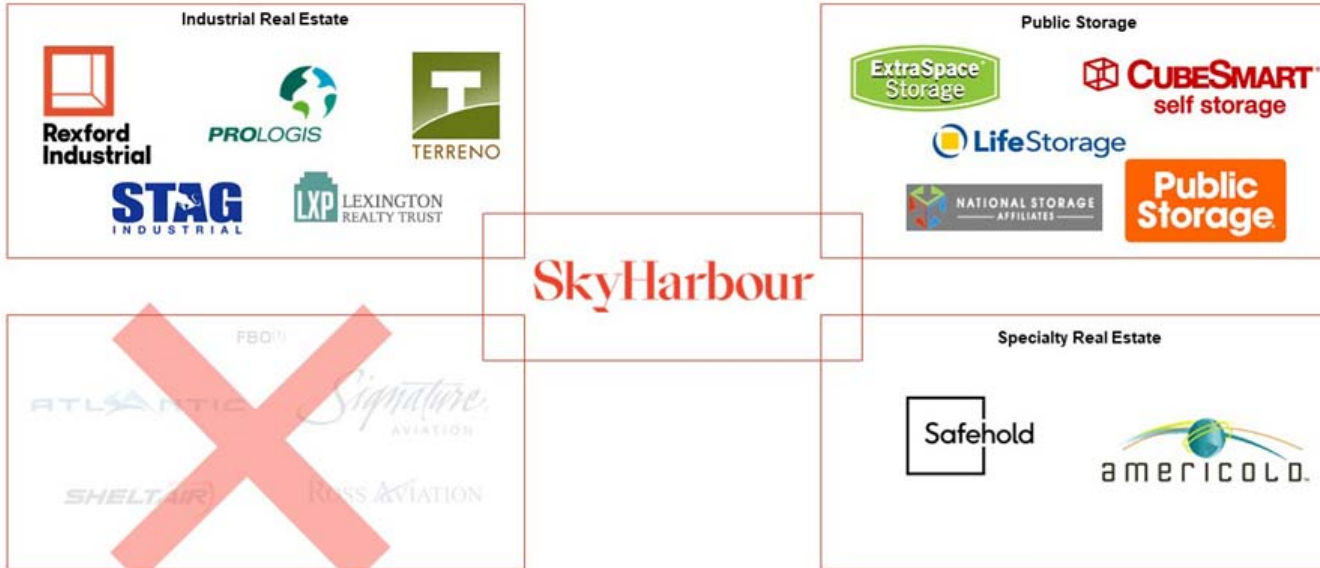 Industrial Real Estate
Rexford
Industrial
PROLOGIS
TERRENO
STAG
INDUSTRIAL
LXP
LEXINGTON
REALTY TRUST
Public Storage
ExtraSpace
Storage
CUBESMART
self storage
LifeStorage
NATIONAL STORAGE
AFFILIATES
Public
Storage
SkyHarbour
FBO(1)
ATLANTIC
Signature
AVIATION
SHELTAIR
ROSS AVIATION
Specialty Real Estate
Safehold
americold